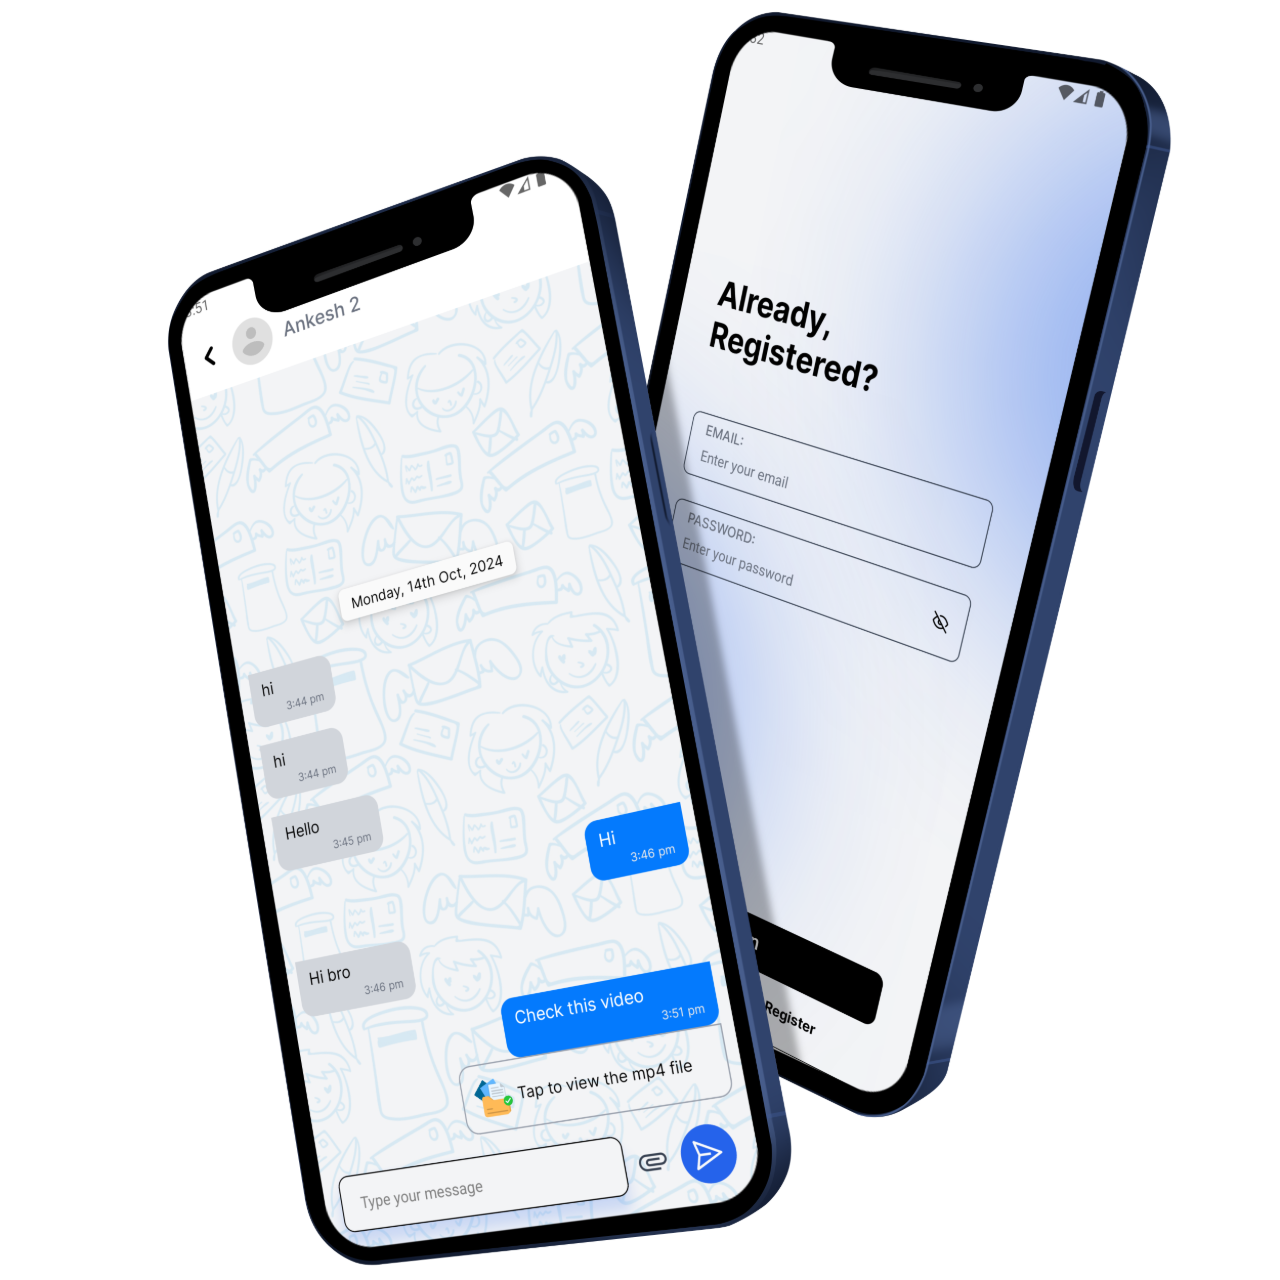 :51
Ankesh 2
Monday, 14th Oct, 2024
hi
3:44 pm
hi
3:44 pm
Hello
3:45 pm
Hi
3:46 pm
Hi bro
3:46 pm
Check this video
3:51 pm
Tap to view the mp4 file
Type your message
Already,
Registered?
EMAIL:
Enter your email
PASSWORD:
Enter your password
Register